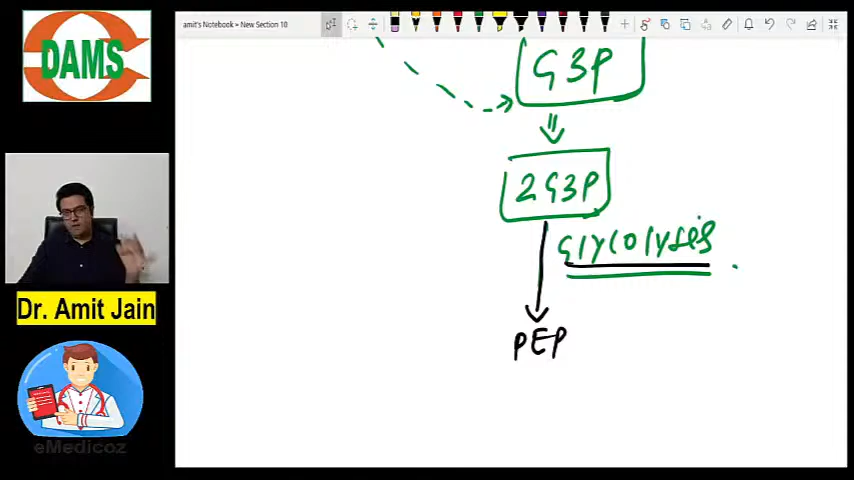 amit's Notebook > New Section 10
DAMS
G3P
2G3P
Glycolysis
PEP
Dr. Amit Jain
eMedicoz